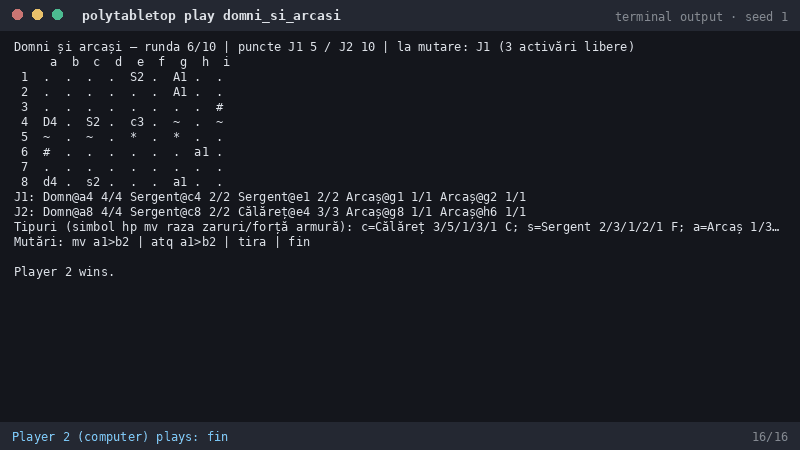 polytabletop play domni_si_arcasi
terminal output · seed 1
Domni și arcași — runda 6/10 | puncte J1 5 / J2 10 | la mutare: J1 (3 activări libere)
a b c d e f g h i
1 . . . . S2 . A1 . .
2 . . . . . . A1 . .
3 . . . . . . . . #
4 D4 . S2 . c3 . ~ . ~
5 ~ . ~ . * . * . .
6 # . . . . . . a1 .
7 . . . . . . . . .
8 d4 . s2 . . . a1 . .
J1: Domn@a4 4/4 Sergent@c4 2/2 Sergent@e1 2/2 Arcaș@g1 1/1 Arcaș@g2 1/1
J2: Domn@a8 4/4 Sergent@c8 2/2 Călăreț@e4 3/3 Arcaș@g8 1/1 Arcaș@h6 1/1
Tipuri (simbol hp mv raza zaruri/forță armură): c=Călăreț 3/5/1/3/1 C; s=Sergent 2/3/1/2/1 F; a=Arcaș 1/3…
Mutări: mv a1>b2 | atq a1>b2 | tira | fin
Player 2 wins.
Player 2 (computer) plays: fin
16/16